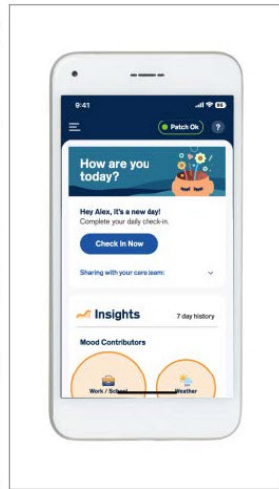 9:41
Patch Ok ?
How are you
today?
Hey Alex, it's a new day!
Complete your daily check-in.
Check In Now
Sharing with your care team:
Insights 7 day history
Mood Contributors
Work / School Weather